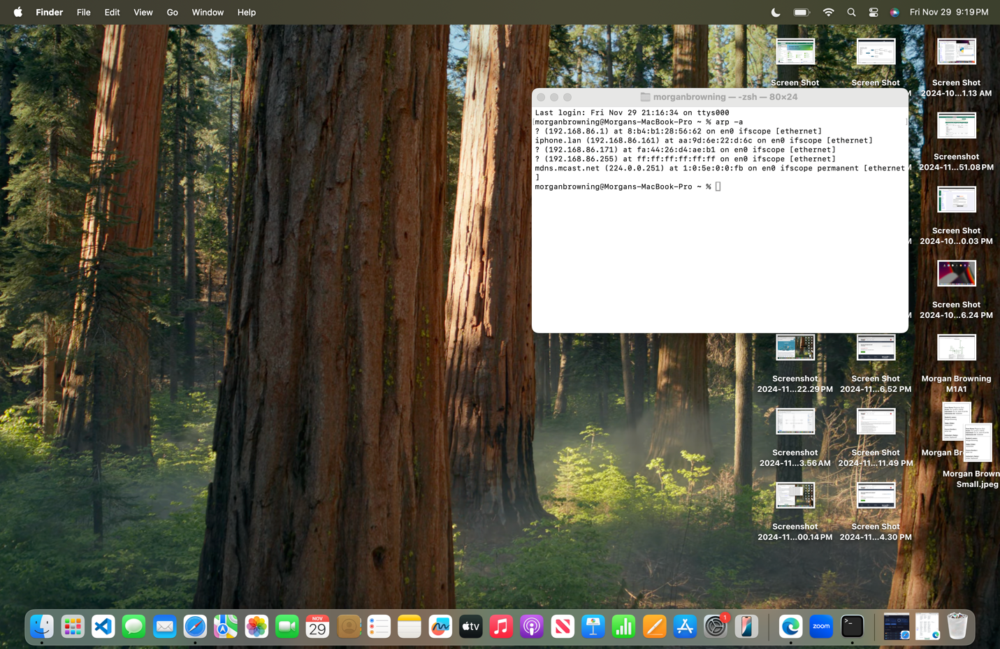 Finder File Edit View Go Window Help
Fri Nov 29 9:19 PM
Screen Shot
Screen Shot
Screen Shot
2024-10...1.13 AM
morganbrowning — -zsh — 80×24
Last login: Fri Nov 29 21:16:34 on ttys000
[morganbrowning@Morgans-MacBook-Pro ~ % arp -a ]
? (192.168.86.1) at 8:b4:b1:28:56:62 on en0 ifscope [ethernet]
iphone.lan (192.168.86.161) at aa:9d:6e:22:d:6c on en0 ifscope [ethernet]
? (192.168.86.171) at fa:44:26:d4:ae:b1 on en0 ifscope [ethernet]
? (192.168.86.255) at ff:ff:ff:ff:ff:ff on en0 ifscope [ethernet]
mdns.mcast.net (224.0.0.251) at 1:0:5e:0:0:fb on en0 ifscope permanent [ethernet
]
morganbrowning@Morgans-MacBook-Pro ~ %
Screenshot
2024-11...51.08 PM
Screen Shot
2024-10...0.03 PM
Screen Shot
2024-10...6.24 PM
Screenshot
2024-11...22.29 PM
Screen Shot
2024-11...6.52 PM
Morgan Browning
M1A1
Screenshot
2024-11...3.56 AM
Screen Shot
2024-11...11.49 PM
Morgan Br
Morgan Brown
Small.jpeg
Screenshot
2024-11...00.14 PM
Screen Shot
2024-11...4.30 PM
NOV
29
tv
1
zoom
>_